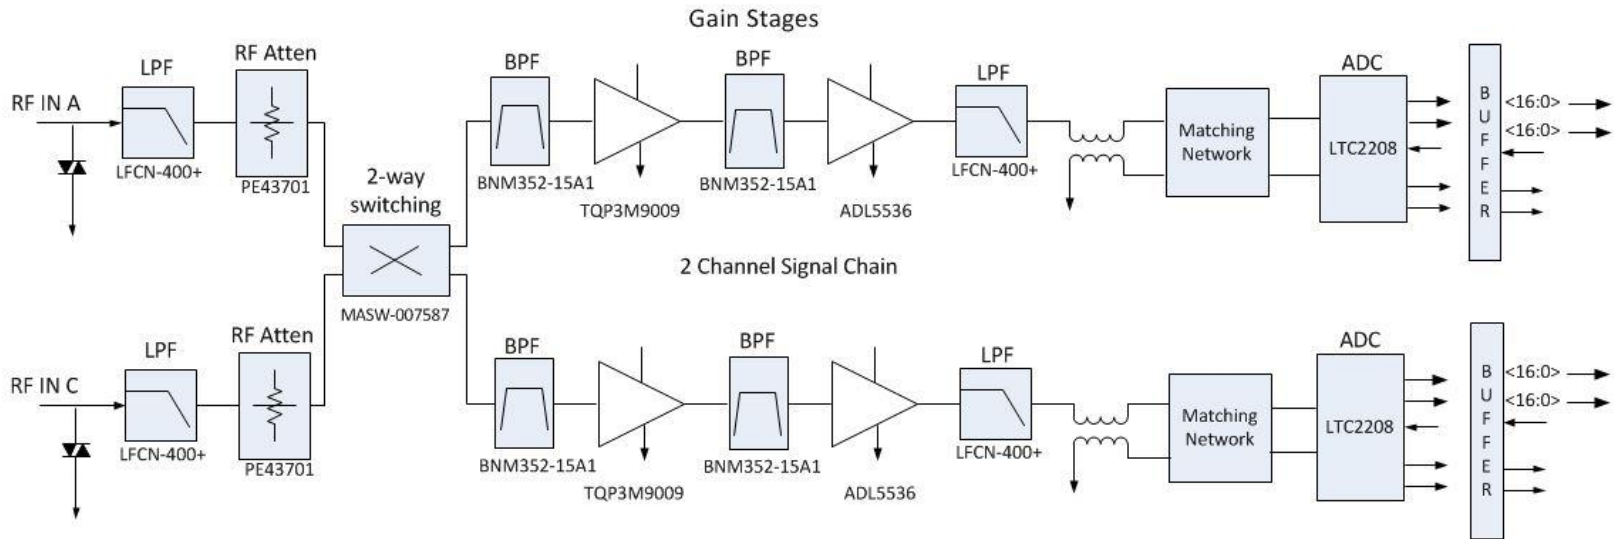 Gain Stages
RF IN A
LPF
LFCN-400+
RF Atten
PE43701
2-way
switching
MASW-007587
BPF
BNM352-15A1
TQP3M9009
BPF
BNM352-15A1
ADL5536
LPF
LFCN-400+
Matching
Network
ADC
LTC2208
BUFFER
<16:0>
<16:0>
2 Channel Signal Chain
RF IN C
LPF
LFCN-400+
RF Atten
PE43701
BPF
BNM352-15A1
TQP3M9009
BPF
BNM352-15A1
ADL5536
LPF
LFCN-400+
Matching
Network
ADC
LTC2208
BUFFER
<16:0>
<16:0>